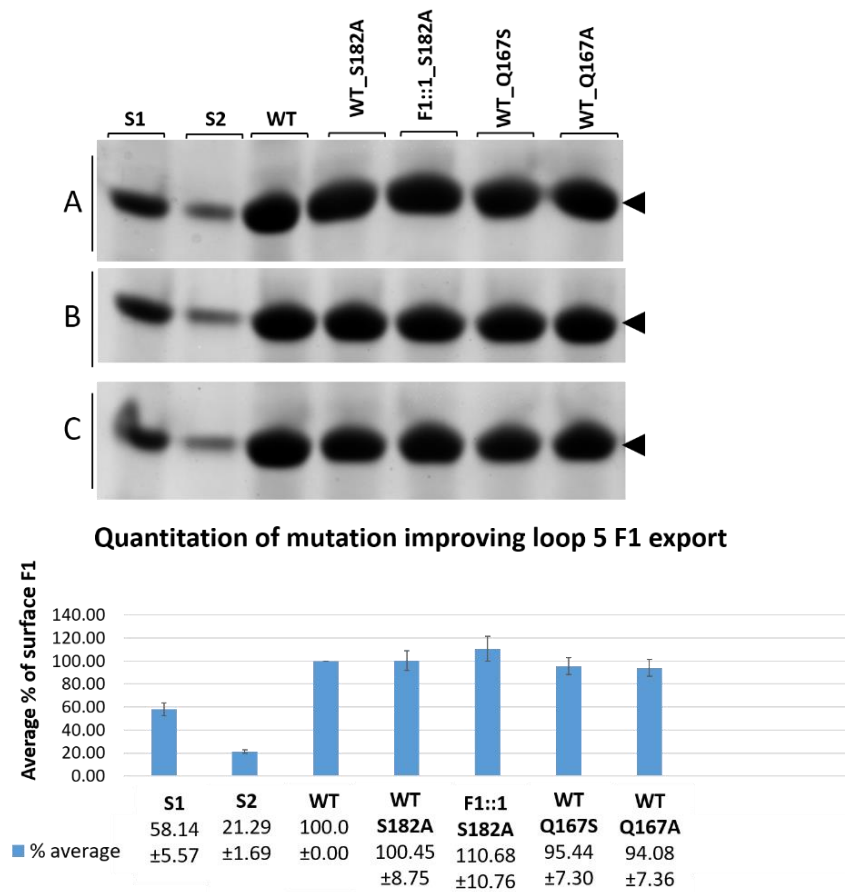 S1 S2 WT WT_S182A F1::1_S182A WT_Q167S WT_Q167A
A
B
C
Quantitation of mutation improving loop 5 F1 export
Average % of surface F1
140.00
120.00
100.00
80.00
60.00
40.00
20.00
0.00
S1 S2 WT WT F1::1 WT WT
58.14 21.29 100.0 S182A S182A Q167S Q167A
% average ±5.57 ±1.69 ±0.00 100.45 110.68 95.44 94.08
±8.75 ±10.76 ±7.30 ±7.36